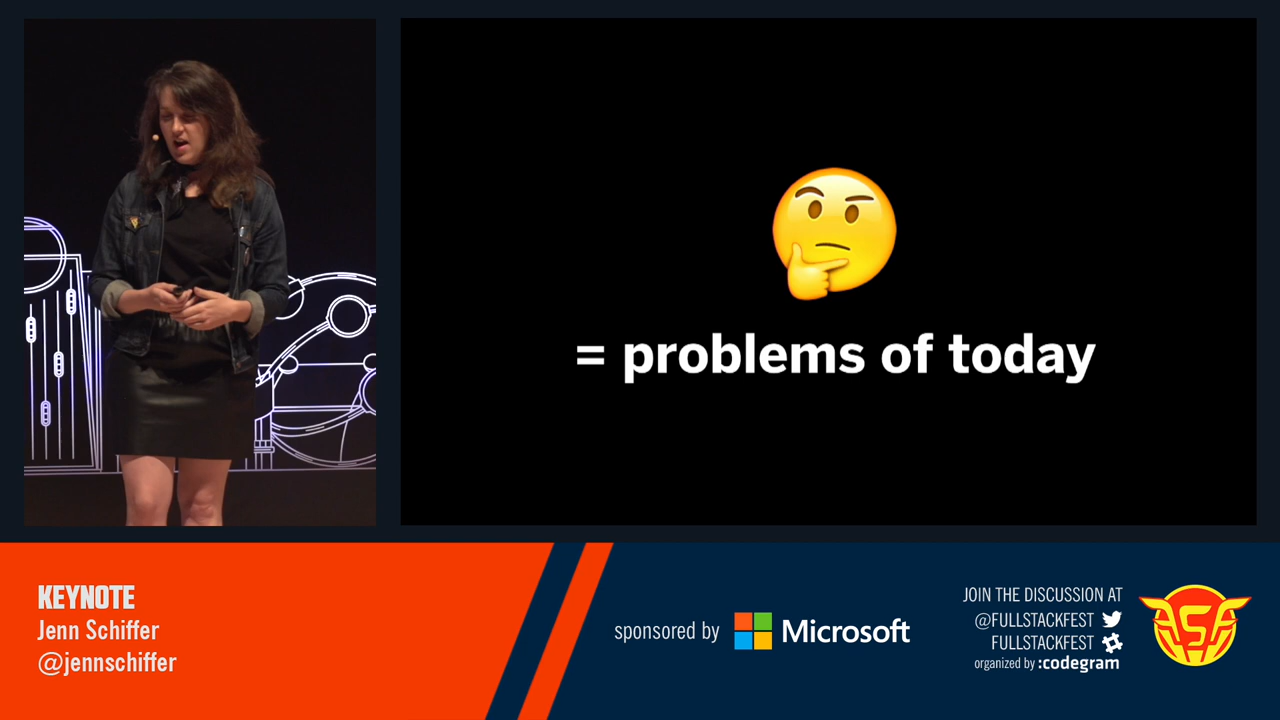 = problems of today
KEYNOTE
Jenn Schiffer
@jennschiffer
sponsored by Microsoft
JOIN THE DISCUSSION AT
@FULLSTACKFEST
FULLSTACKFEST
organized by :codegram
FSF